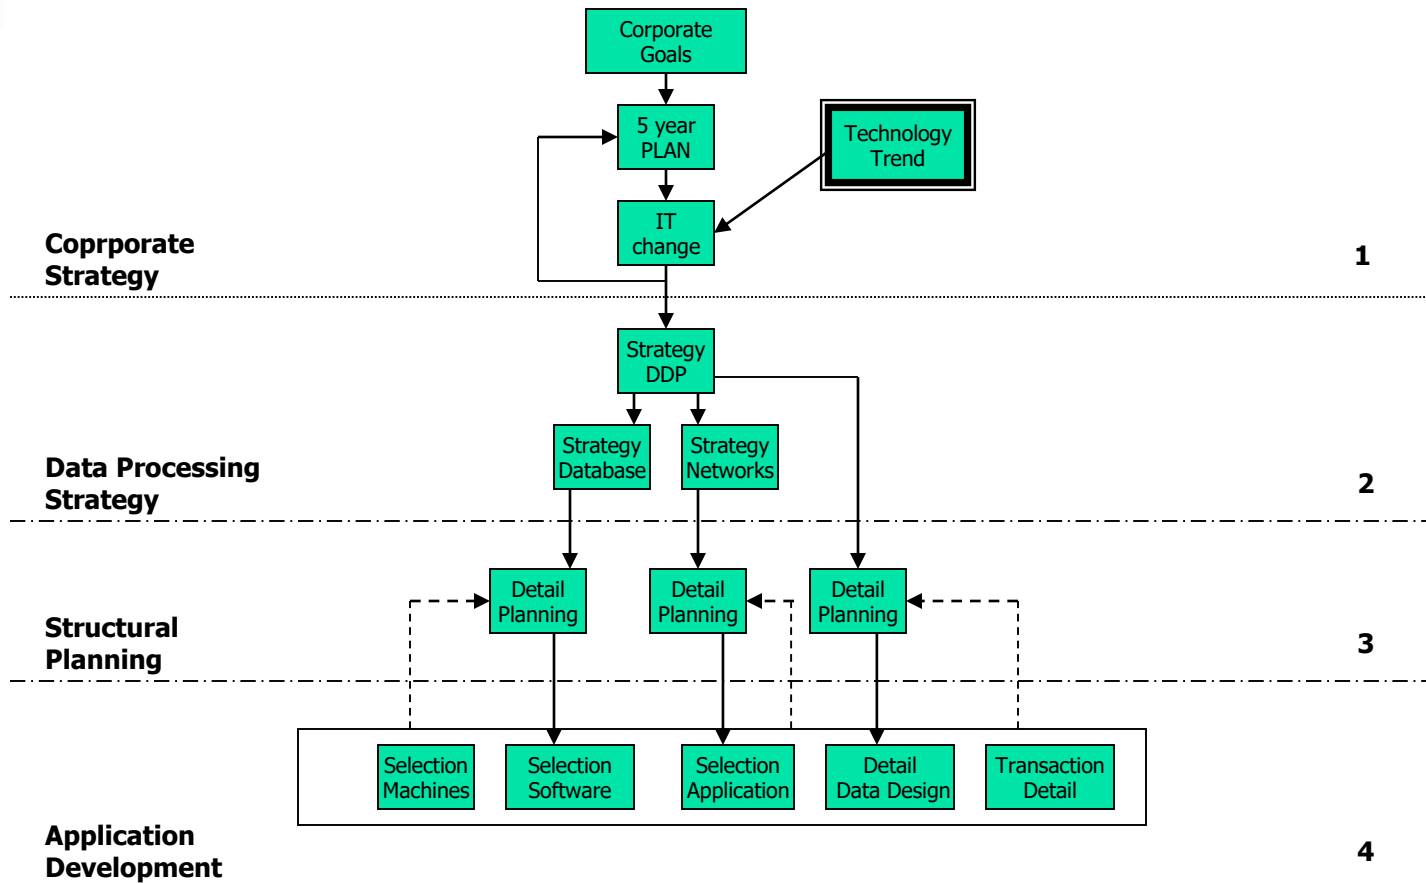 Corporate
Goals
5 year
PLAN
Technology
Trend
IT
change
Coprporate
Strategy
1
Strategy
DDP
Strategy
Database
Strategy
Networks
Data Processing
Strategy
2
Detail
Planning
Detail
Planning
Detail
Planning
Structural
Planning
3
Selection
Machines
Selection
Software
Selection
Application
Detail
Data Design
Transaction
Detail
Application
Development
4